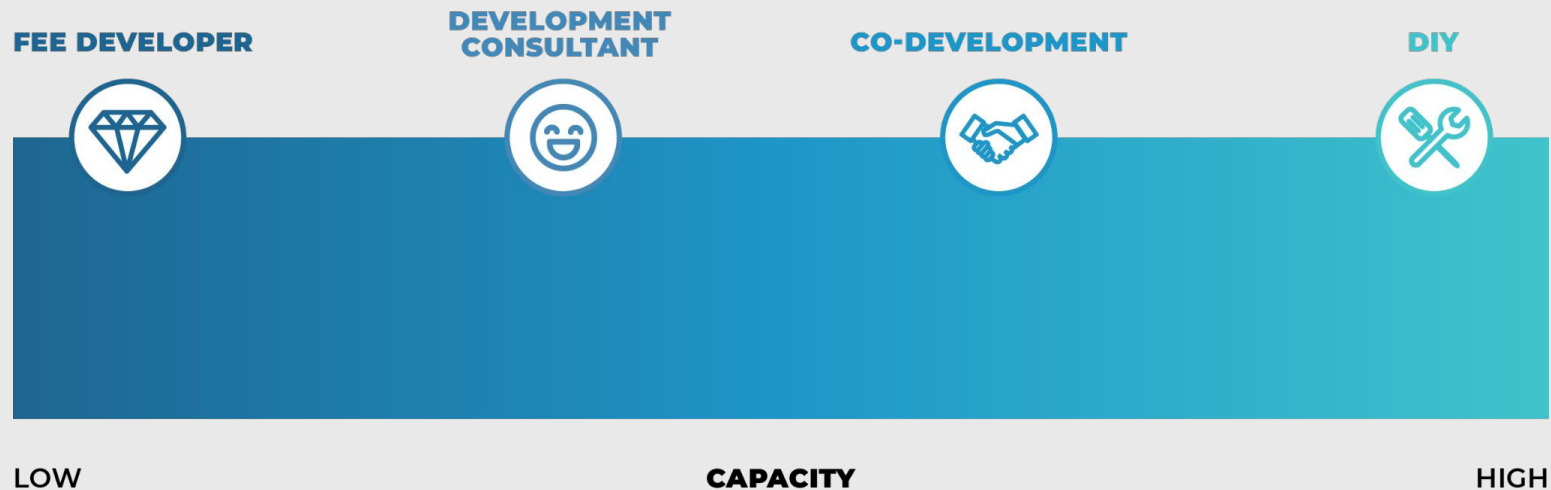 FEE DEVELOPER
DEVELOPMENT
CONSULTANT
CO-DEVELOPMENT
DIY
LOW
CAPACITY
HIGH